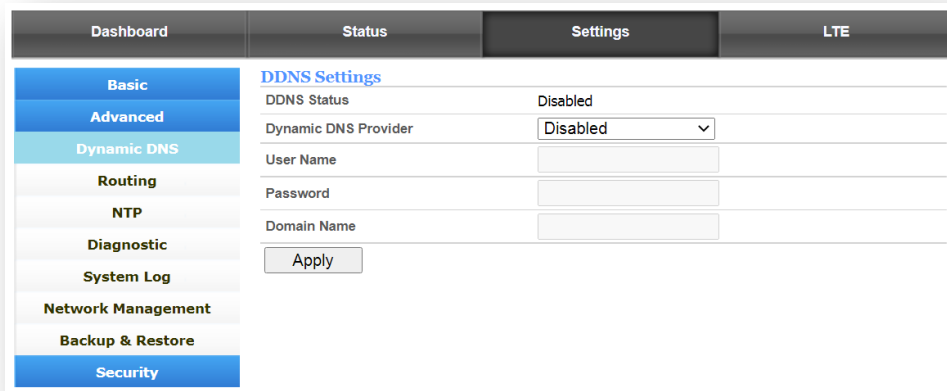 Dashboard Status Settings LTE
Basic
Advanced
Dynamic DNS
Routing
NTP
Diagnostic
System Log
Network Management
Backup & Restore
Security
DDNS Settings
DDNS Status Disabled
Dynamic DNS Provider Disabled
User Name
Password
Domain Name
Apply